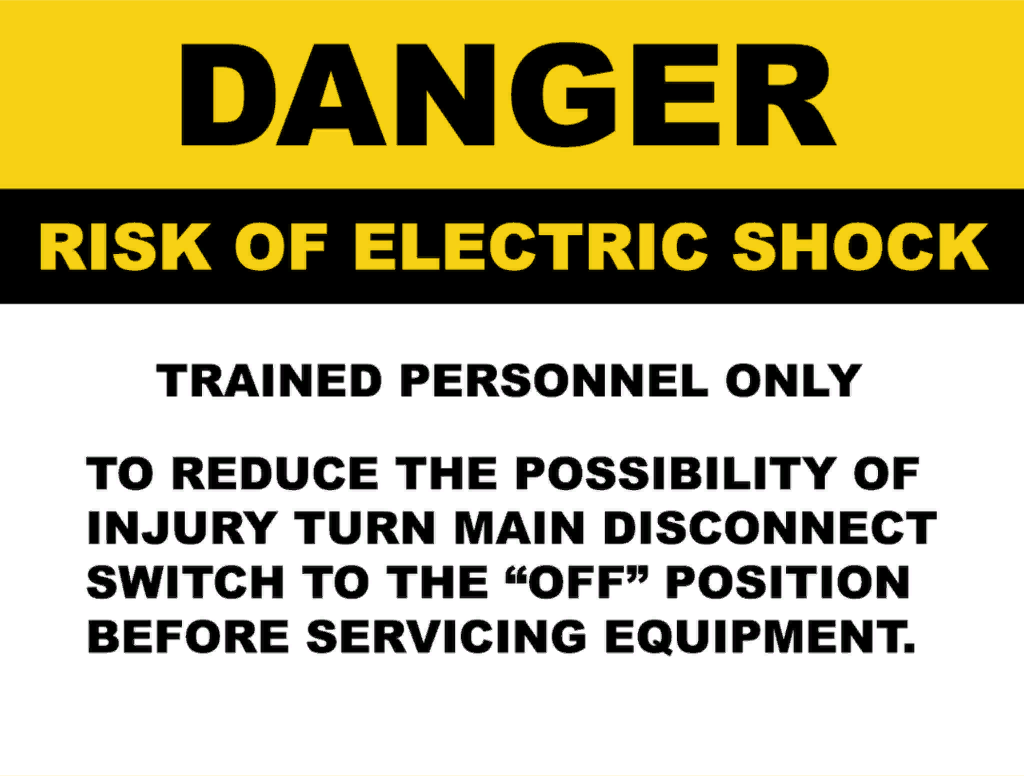 DANGER
RISK OF ELECTRIC SHOCK
TRAINED PERSONNEL ONLY
TO REDUCE THE POSSIBILITY OF
INJURY TURN MAIN DISCONNECT
SWITCH TO THE “OFF” POSITION
BEFORE SERVICING EQUIPMENT.